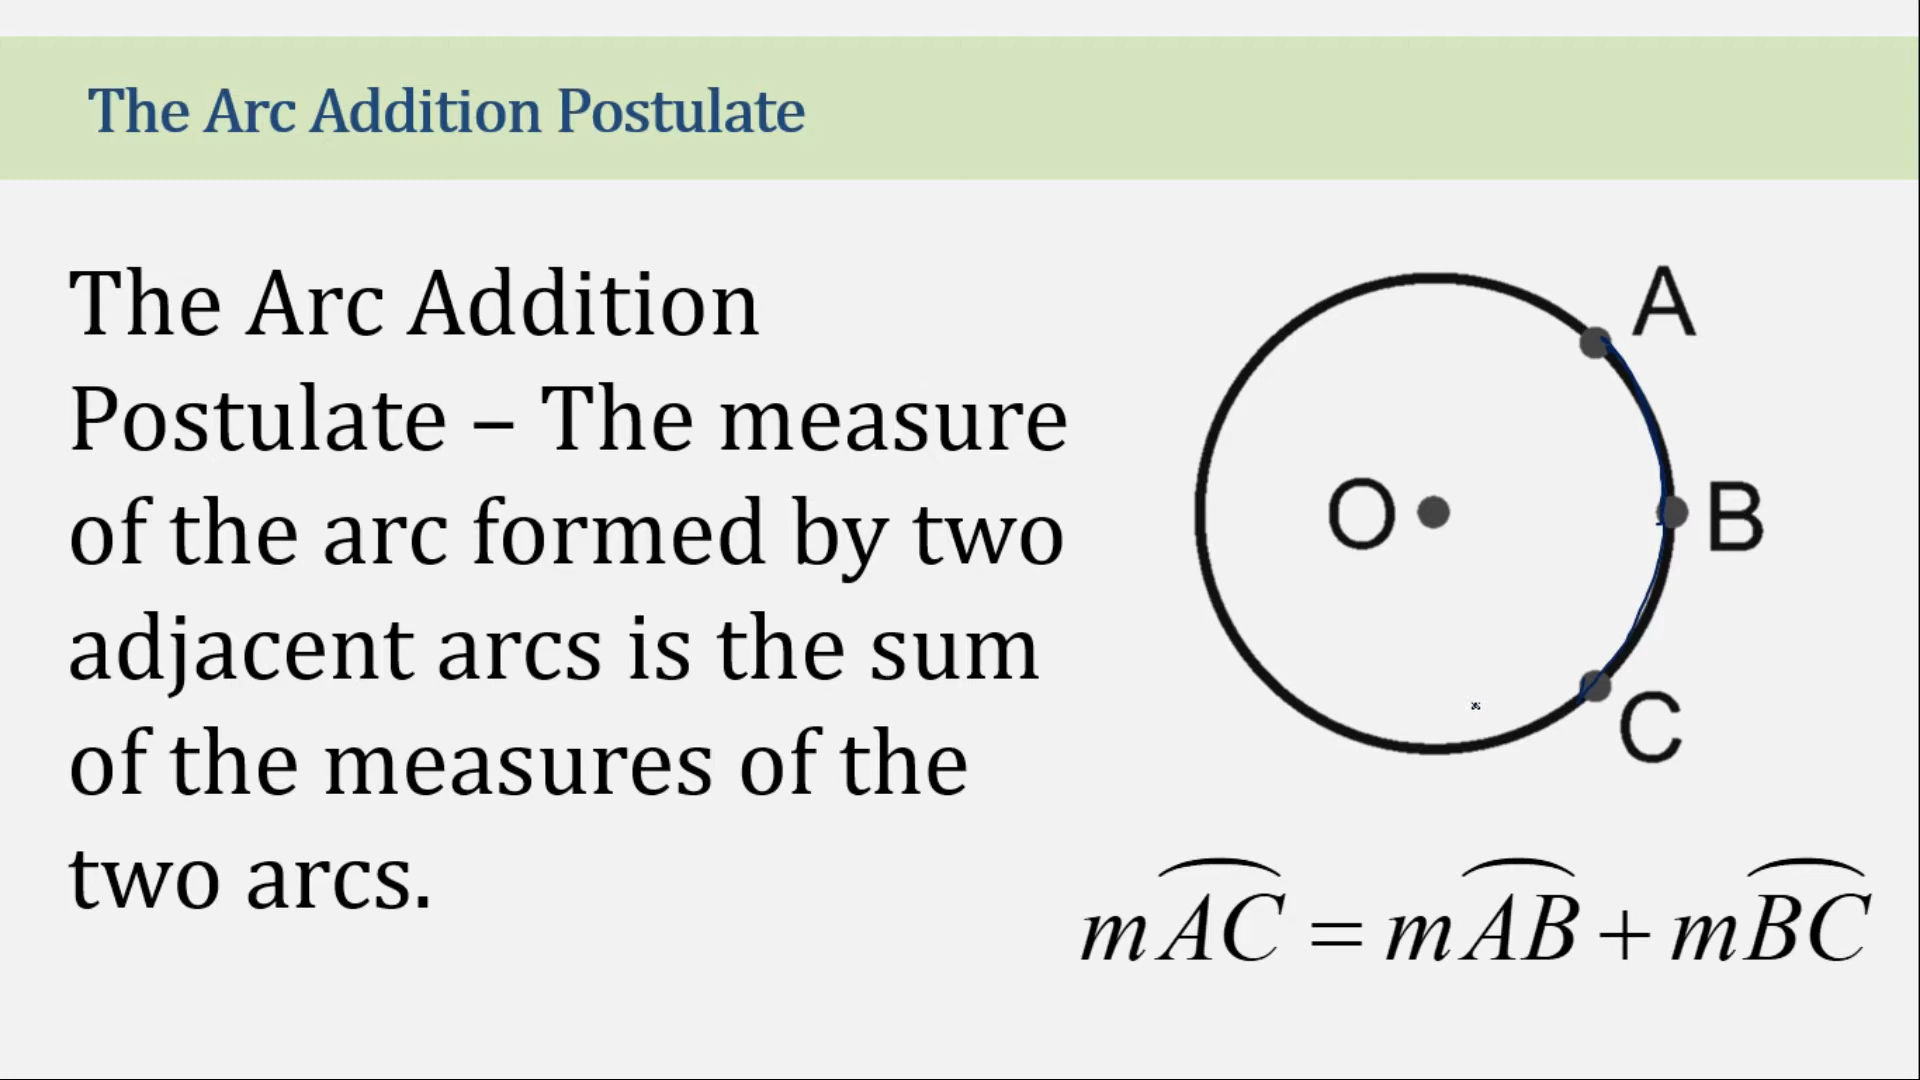 The Arc Addition Postulate
The Arc Addition
Postulate – The measure
of the arc formed by two
adjacent arcs is the sum
of the measures of the
two arcs.
A
O
B
C
mAC = mAB + mBC